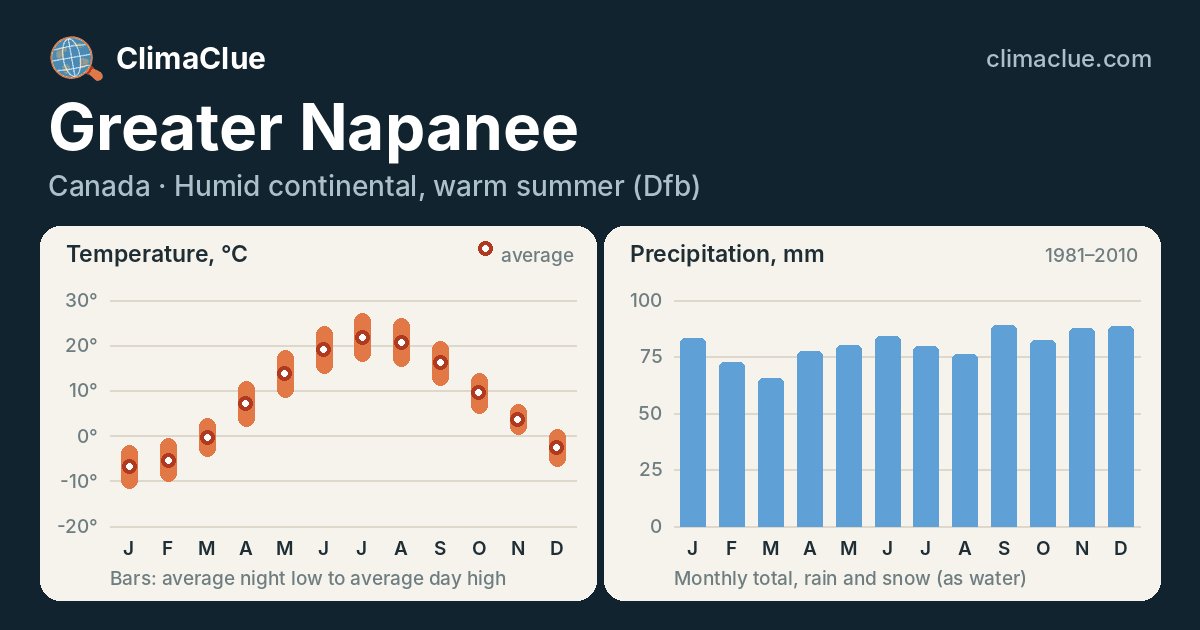 ClimaClue
climaclue.com
Greater Napanee
Canada · Humid continental, warm summer (Dfb)
Temperature, °C
average
30°
20°
10°
0°
-10°
-20°
J F M A M J J A S O N D
Bars: average night low to average day high
Precipitation, mm
1981–2010
100
75
50
25
0
J F M A M J J A S O N D
Monthly total, rain and snow (as water)